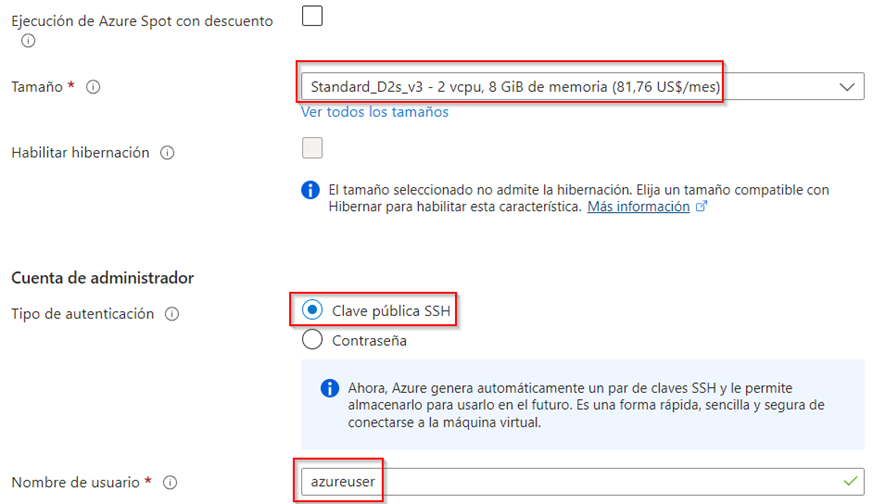 Ejecución de Azure Spot con descuento
Tamaño *
Standard_D2s_v3 - 2 vcpu, 8 GiB de memoria (81,76 US$/mes)
Ver todos los tamaños
Habilitar hibernación
El tamaño seleccionado no admite la hibernación. Elija un tamaño compatible con
Hibernar para habilitar esta característica. Más información
Cuenta de administrador
Tipo de autenticación
Clave pública SSH
Contraseña
Ahora, Azure genera automáticamente un par de claves SSH y le permite
almacenarlo para usarlo en el futuro. Es una forma rápida, sencilla y segura de
conectarse a la máquina virtual.
Nombre de usuario *
azureuser